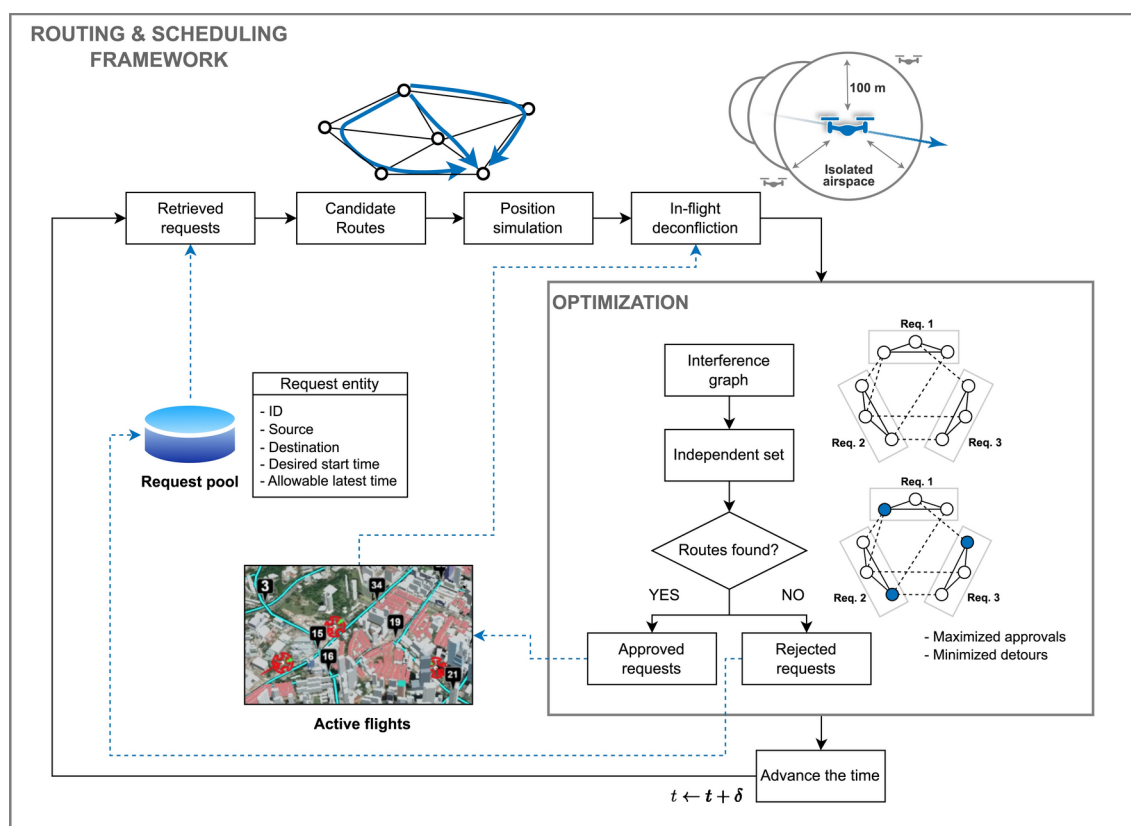 ROUTING & SCHEDULING
FRAMEWORK
100 m
Isolated
airspace
Retrieved
requests
Candidate
Routes
Position
simulation
In-flight
deconfliction
OPTIMIZATION
Interference
graph
Req. 1
Req. 2
Req. 3
Request entity
- ID
- Source
- Destination
- Desired start time
- Allowable latest time
Request pool
Independent set
Req. 1
Routes found?
Req. 2
Req. 3
YES
NO
- Maximized approvals
- Minimized detours
Approved
requests
Rejected
requests
3
34
15
19
16
21
Active flights
Advance the time
t ← t + δ